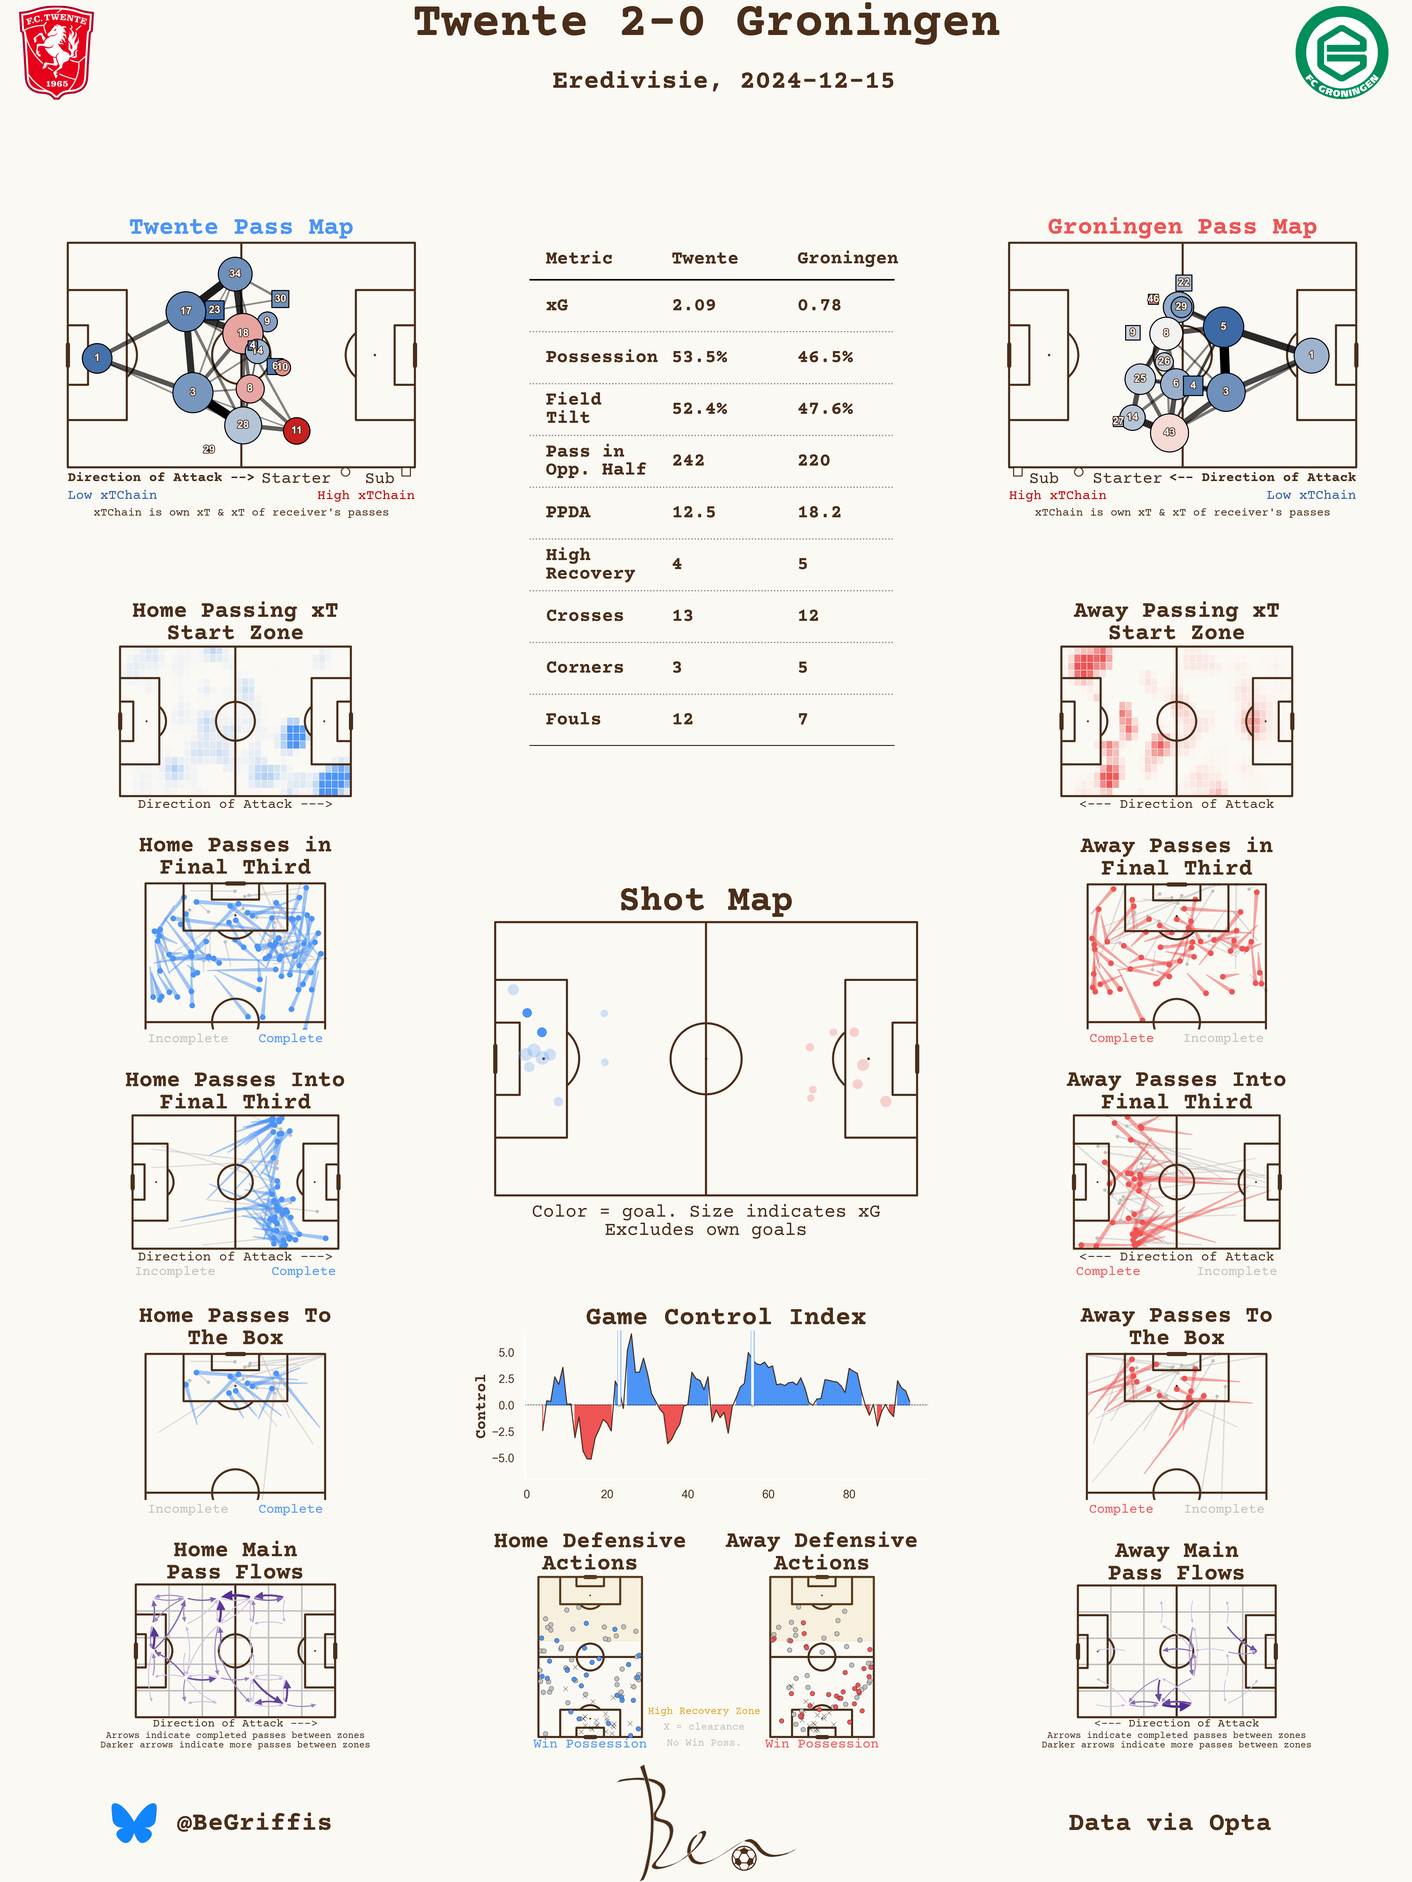 Twente 2-0 Groningen
Eredivisie, 2024-12-15
F.C. TWENTE
1965
FC GRONINGEN
Twente Pass Map
34
30
17
23
9
18
4
14
1
6
10
3
8
28
11
29
Direction of Attack --> Starter Sub
Low xTChain High xTChain
xTChain is own xT & xT of receiver's passes
Metric Twente Groningen
xG 2.09 0.78
Possession 53.5% 46.5%
Field
Tilt 52.4% 47.6%
Pass in
Opp. Half 242 220
PPDA 12.5 18.2
High
Recovery 4 5
Crosses 13 12
Corners 3 5
Fouls 12 7
Groningen Pass Map
22
46
29
9
8
5
26
1
25
6
4
3
27
14
43
Sub Starter <-- Direction of Attack
High xTChain Low xTChain
xTChain is own xT & xT of receiver's passes
Home Passing xT
Start Zone
Direction of Attack --->
Away Passing xT
Start Zone
<--- Direction of Attack
Home Passes in
Final Third
Incomplete Complete
Away Passes in
Final Third
Complete Incomplete
Shot Map
Color = goal. Size indicates xG
Excludes own goals
Home Passes Into
Final Third
Direction of Attack --->
Incomplete Complete
Away Passes Into
Final Third
<--- Direction of Attack
Complete Incomplete
Home Passes To
The Box
Incomplete Complete
Game Control Index
Control
5.0
2.5
0.0
−2.5
−5.0
0 20 40 60 80
Away Passes To
The Box
Complete Incomplete
Home Main
Pass Flows
Direction of Attack --->
Arrows indicate completed passes between zones
Darker arrows indicate more passes between zones
Home Defensive
Actions
Win Possession
Away Defensive
Actions
Win Possession
High Recovery Zone
X = clearance
No Win Poss.
Away Main
Pass Flows
<--- Direction of Attack
Arrows indicate completed passes between zones
Darker arrows indicate more passes between zones
@BeGriffis
Ben
Data via Opta